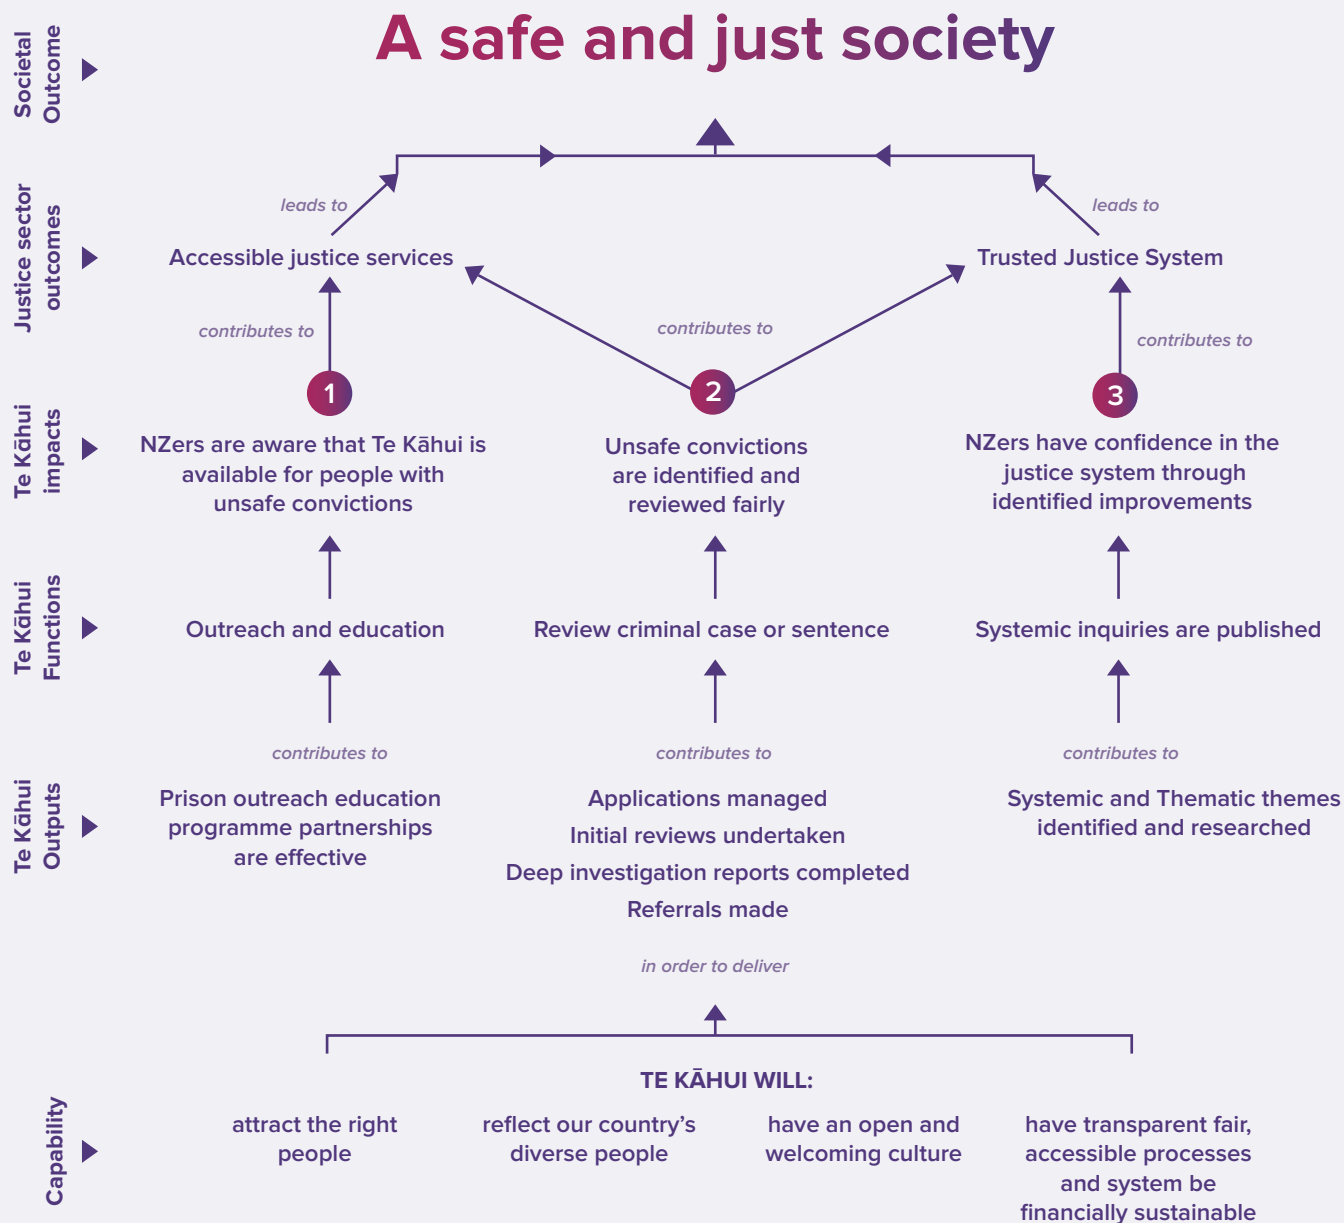 Societal
Outcome
A safe and just society
leads to
leads to
Justice sector
outcomes
Accessible justice services
Trusted Justice System
contributes to
contributes to
contributes to
1
2
3
Te Kāhui
impacts
NZers are aware that Te Kāhui is
available for people with
unsafe convictions
Unsafe convictions
are identified and
reviewed fairly
NZers have confidence in the
justice system through
identified improvements
Te Kāhui
Functions
Outreach and education
Review criminal case or sentence
Systemic inquiries are published
contributes to
contributes to
contributes to
Te Kāhui
Outputs
Prison outreach education
programme partnerships
are effective
Applications managed
Initial reviews undertaken
Deep investigation reports completed
Referrals made
Systemic and Thematic themes
identified and researched
in order to deliver
TE KĀHUI WILL:
Capability
attract the right
people
reflect our country’s
diverse people
have an open and
welcoming culture
have transparent fair,
accessible processes
and system be
financially sustainable